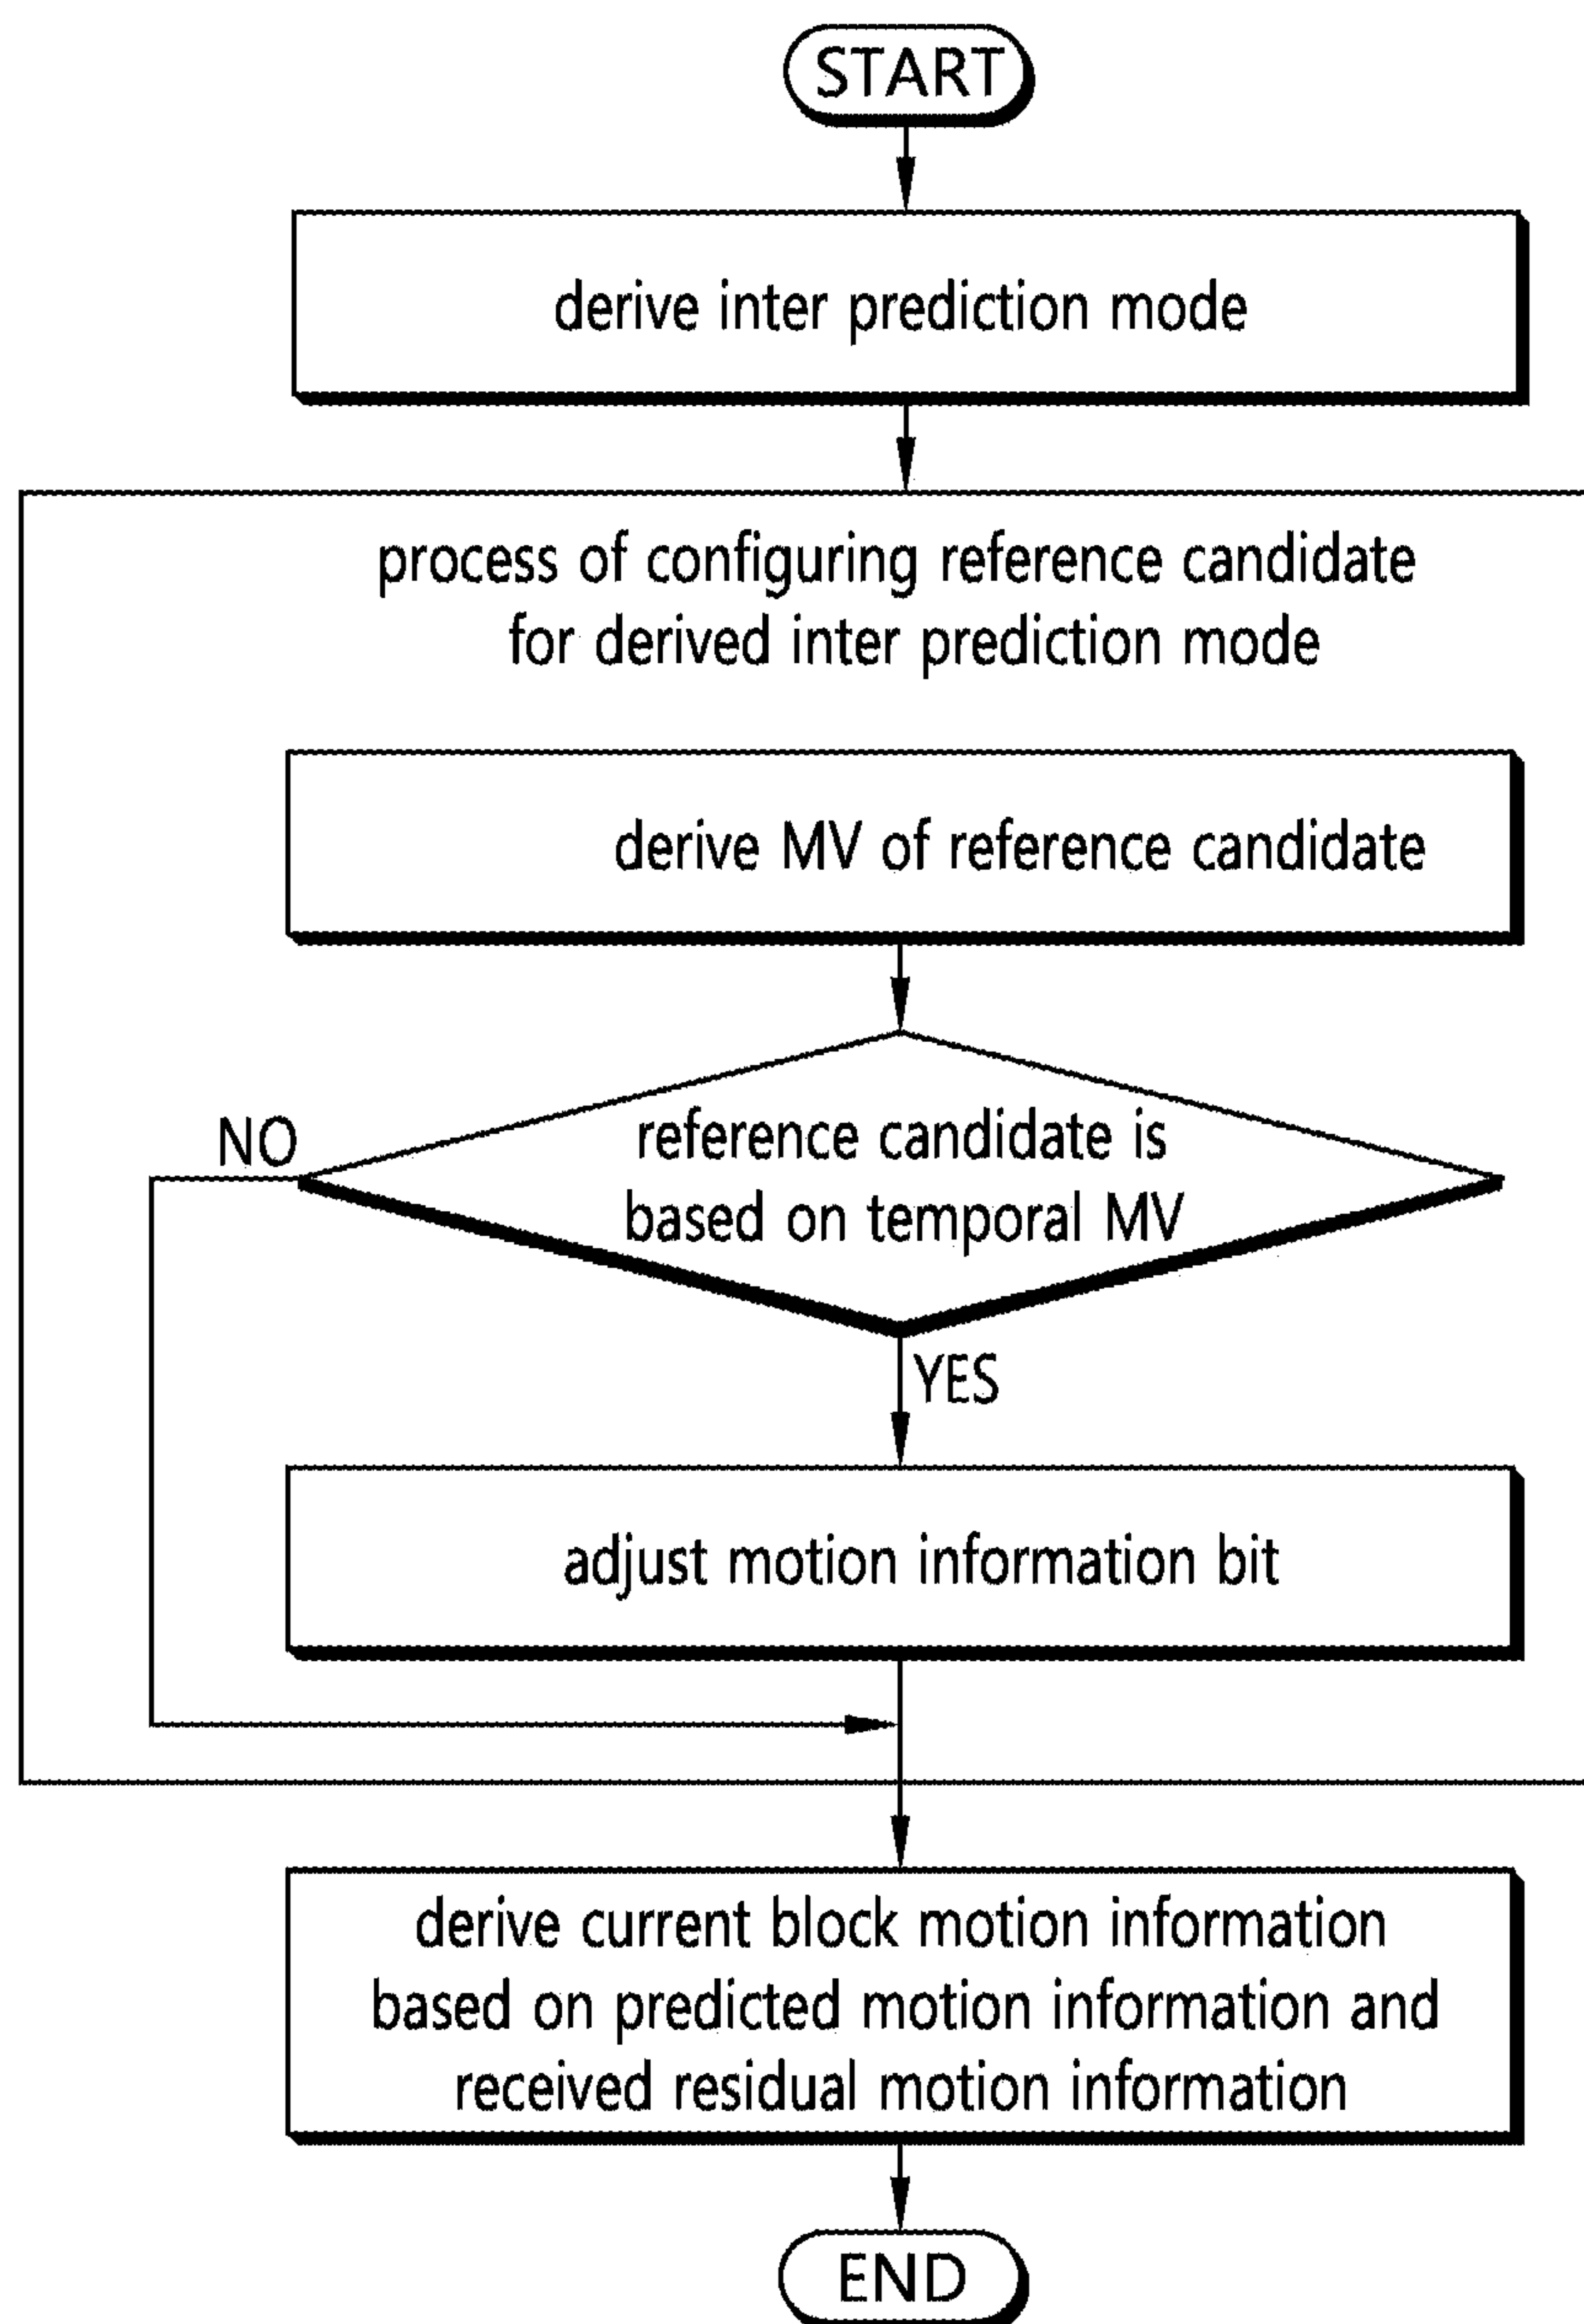 START
derive inter prediction mode
process of configuring reference candidate
for derived inter prediction mode
derive MV of reference candidate
reference candidate is
based on temporal MV
NO
YES
adjust motion information bit
derive current block motion information
based on predicted motion information and
received residual motion information
END